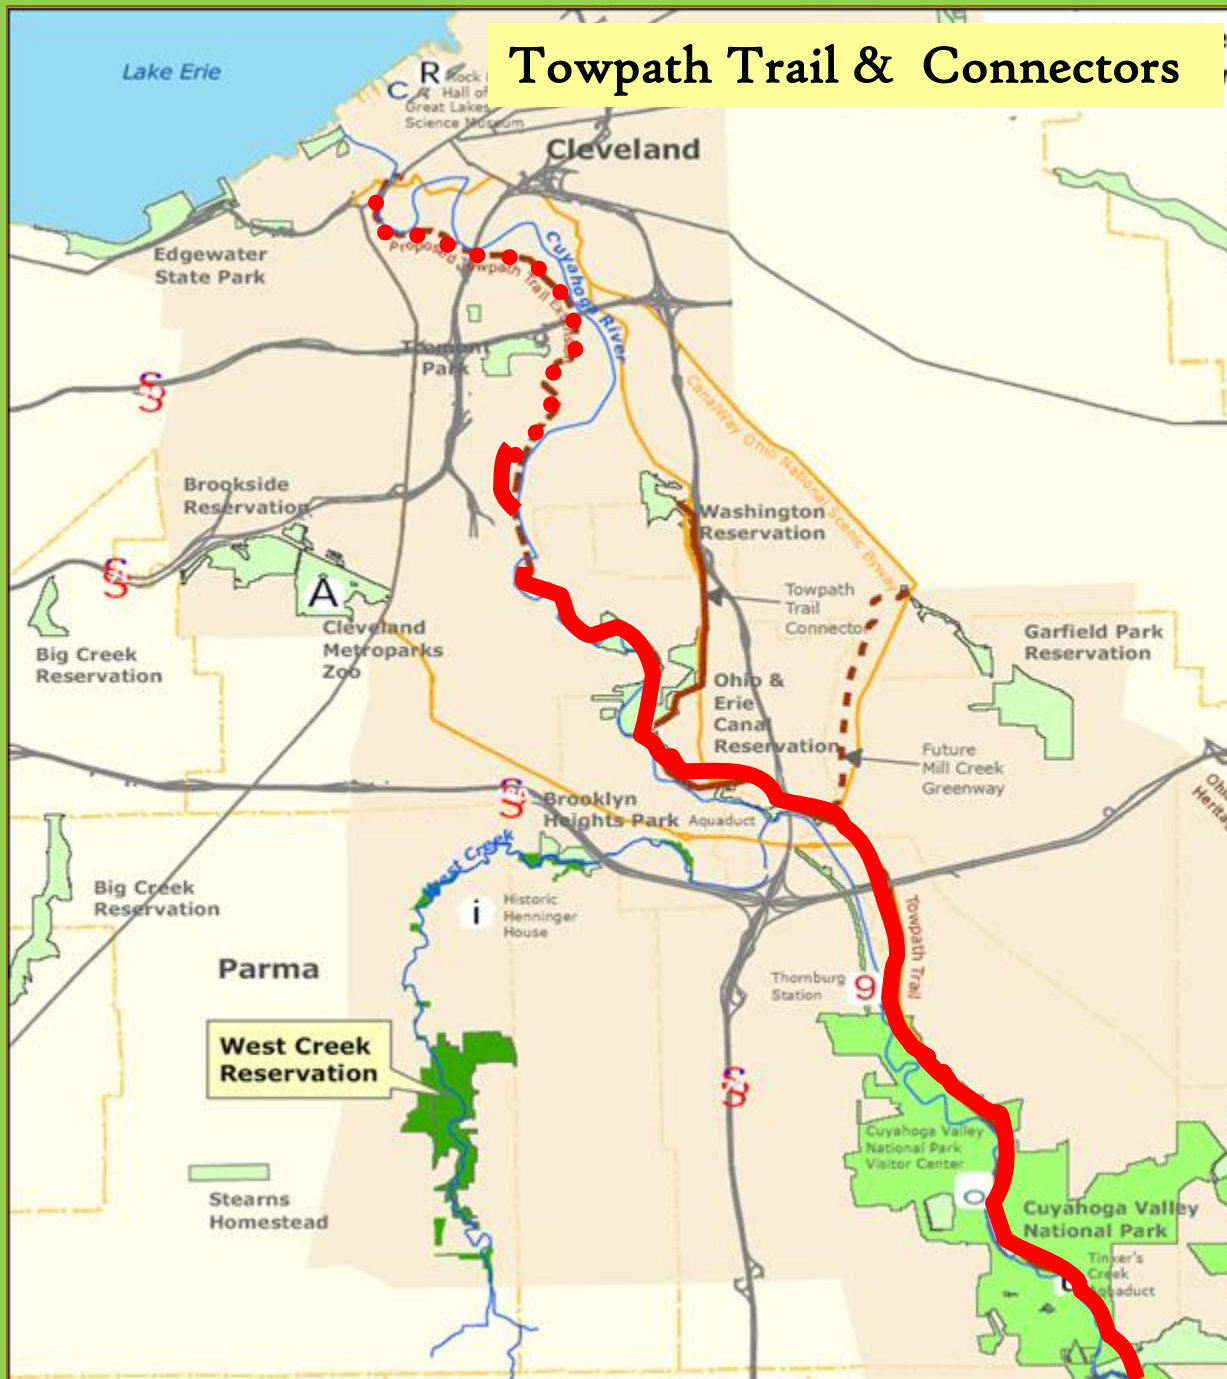 Towpath Trail & Connectors
Lake Erie
R
C
Rock
Hall of
Great Lakes
Science Museum
Cleveland
Edgewater
State Park
Proposed Towpath Trail
Cuyahoga River
Tremont
Park
CanalWay Ohio National Scenic Byway
Brookside
Reservation
Washington
Reservation
A
Towpath
Trail
Connector
Cleveland
Metroparks
Zoo
Big Creek
Reservation
Garfield Park
Reservation
Ohio &
Erie
Canal
Reservation
Future
Mill Creek
Greenway
Brooklyn
Heights Park
Aquaduct
West Creek
Big Creek
Reservation
i
Historic
Henninger
House
Towpath Trail
Parma
Thornburg
Station
9
West Creek
Reservation
Cuyahoga Valley
National Park
Visitor Center
Stearns
Homestead
Cuyahoga Valley
National Park
Tinker's
Creek
Aquaduct